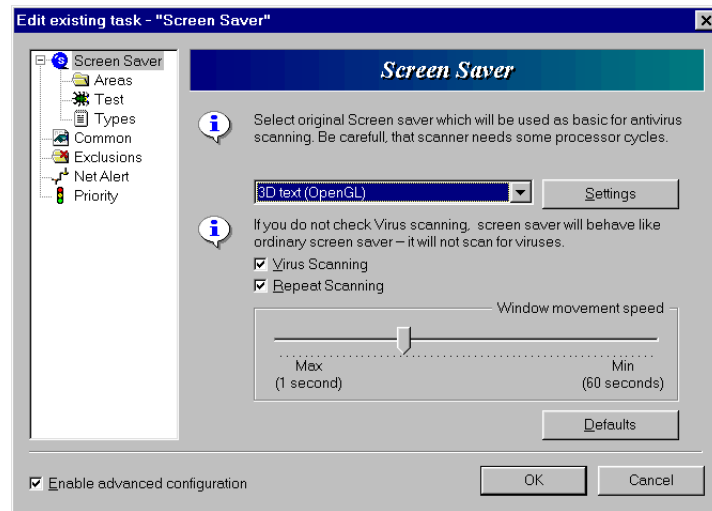 Edit existing task - "Screen Saver"
Screen Saver
Areas
Test
Types
Common
Exclusions
Net Alert
Priority
Screen Saver
Select original Screen saver which will be used as basic for antivirus
scanning. Be carefull, that scanner needs some processor cycles.
3D text (OpenGL)
Settings
If you do not check Virus scanning, screen saver will behave like
ordinary screen saver – it will not scan for viruses.
Virus Scanning
Repeat Scanning
Window movement speed
Max
(1 second)
Min
(60 seconds)
Defaults
Enable advanced configuration
OK
Cancel